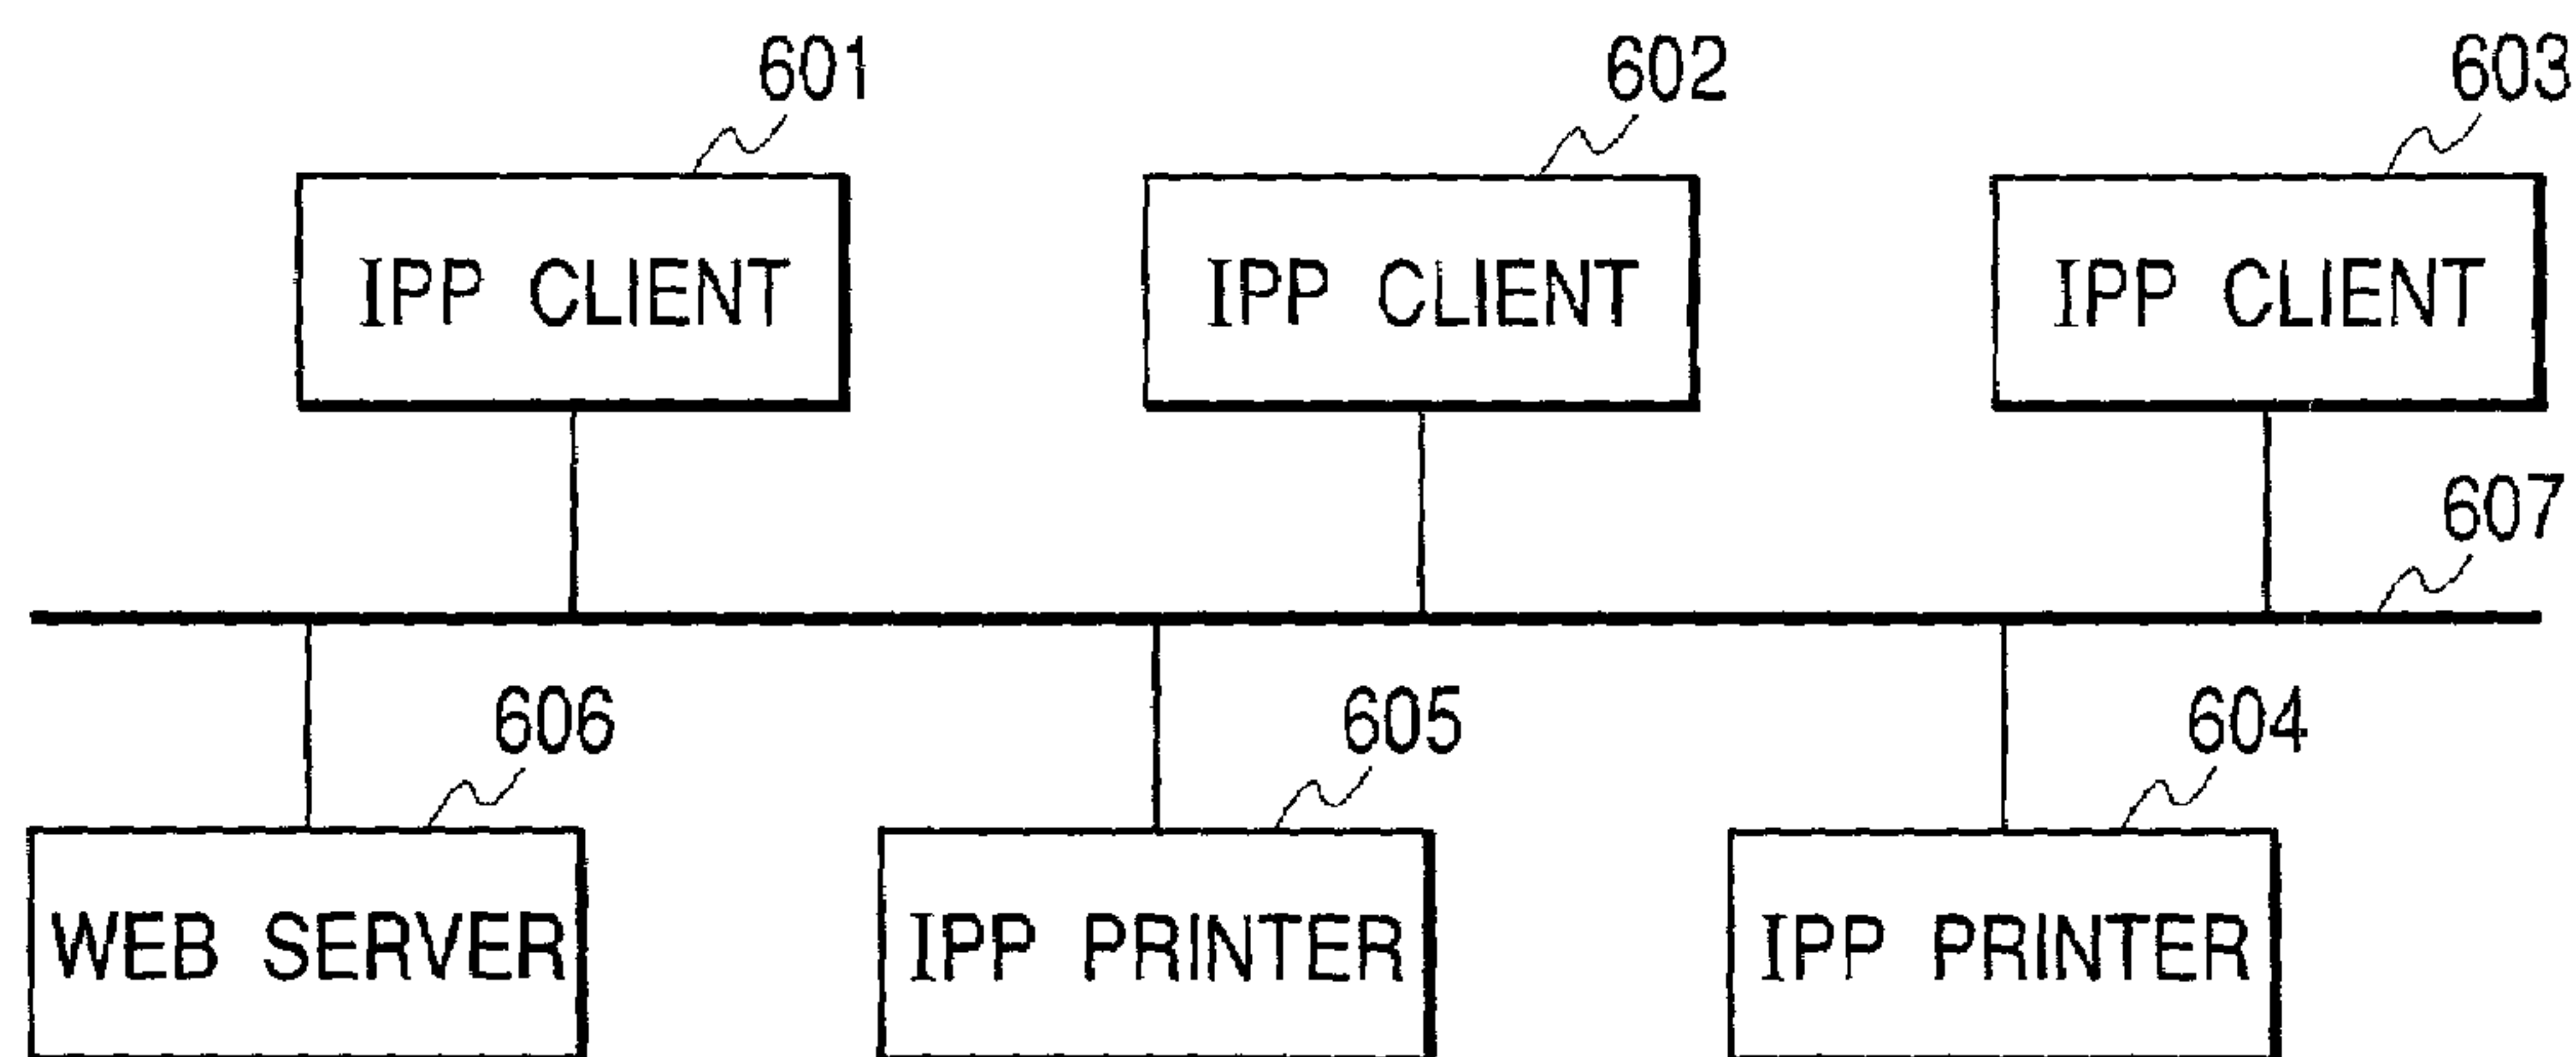 601
602
603
IPP CLIENT
IPP CLIENT
IPP CLIENT
607
606
605
604
WEB SERVER
IPP PRINTER
IPP PRINTER